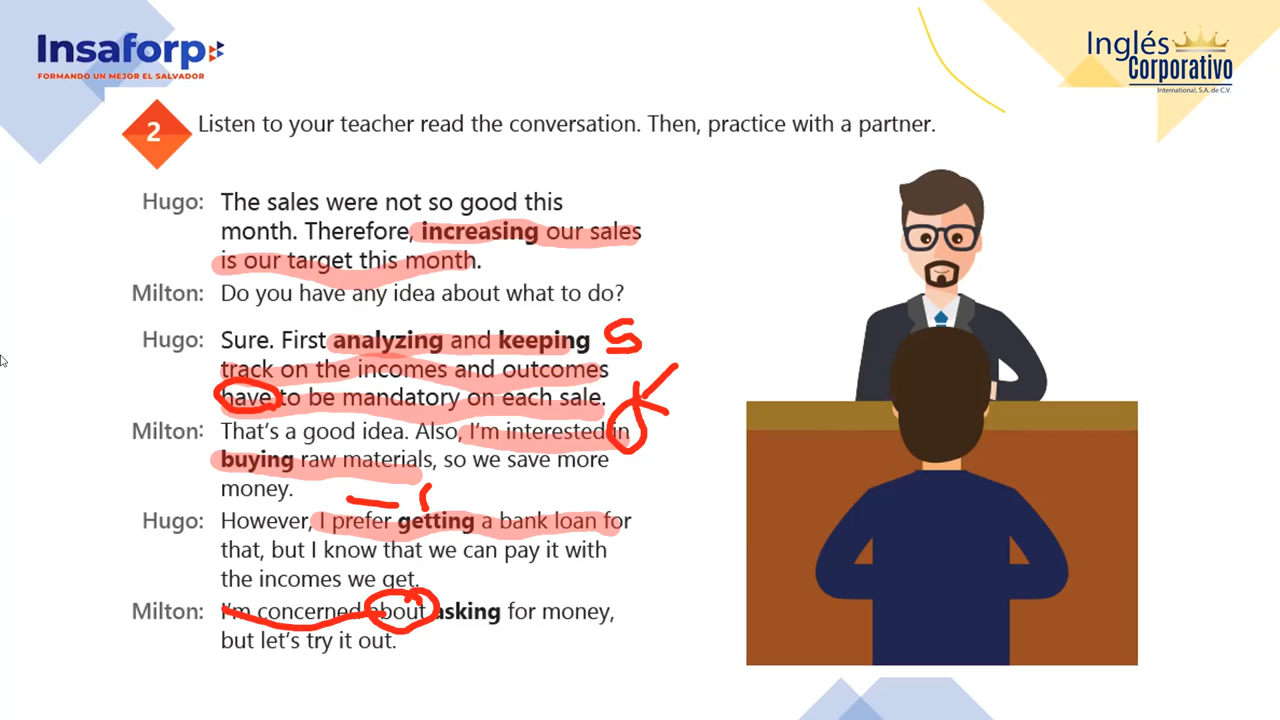 Insaforp
FORMANDO UN MEJOR EL SALVADOR
Inglés
Corporativo
International, S.A. de C.V.
2 Listen to your teacher read the conversation. Then, practice with a partner.
Hugo: The sales were not so good this
month. Therefore, increasing our sales
is our target this month.
Milton: Do you have any idea about what to do?
Hugo: Sure. First analyzing and keeping S
track on the incomes and outcomes
have to be mandatory on each sale.
Milton: That's a good idea. Also, I'm interested in
buying raw materials, so we save more
money.
Hugo: However, I prefer getting a bank loan for
that, but I know that we can pay it with
the incomes we get.
Milton: I'm concerned about asking for money,
but let's try it out.